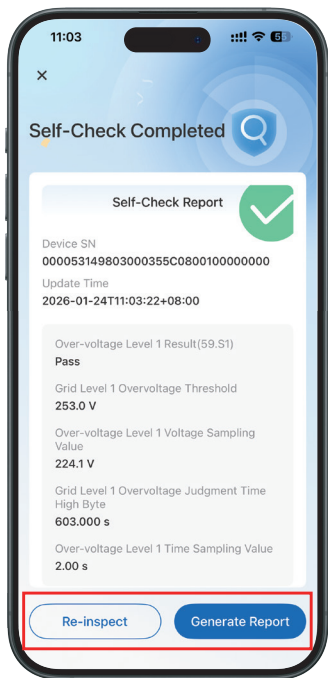 11:03
Self-Check Completed
Self-Check Report
Device SN
000053149803000355C0800100000000
Update Time
2026-01-24T11:03:22+08:00
Over-voltage Level 1 Result(59.S1)
Pass
Grid Level 1 Overvoltage Threshold
253.0 V
Over-voltage Level 1 Voltage Sampling
Value
224.1 V
Grid Level 1 Overvoltage Judgment Time
High Byte
603.000 s
Over-voltage Level 1 Time Sampling Value
2.00 s
Re-inspect
Generate Report